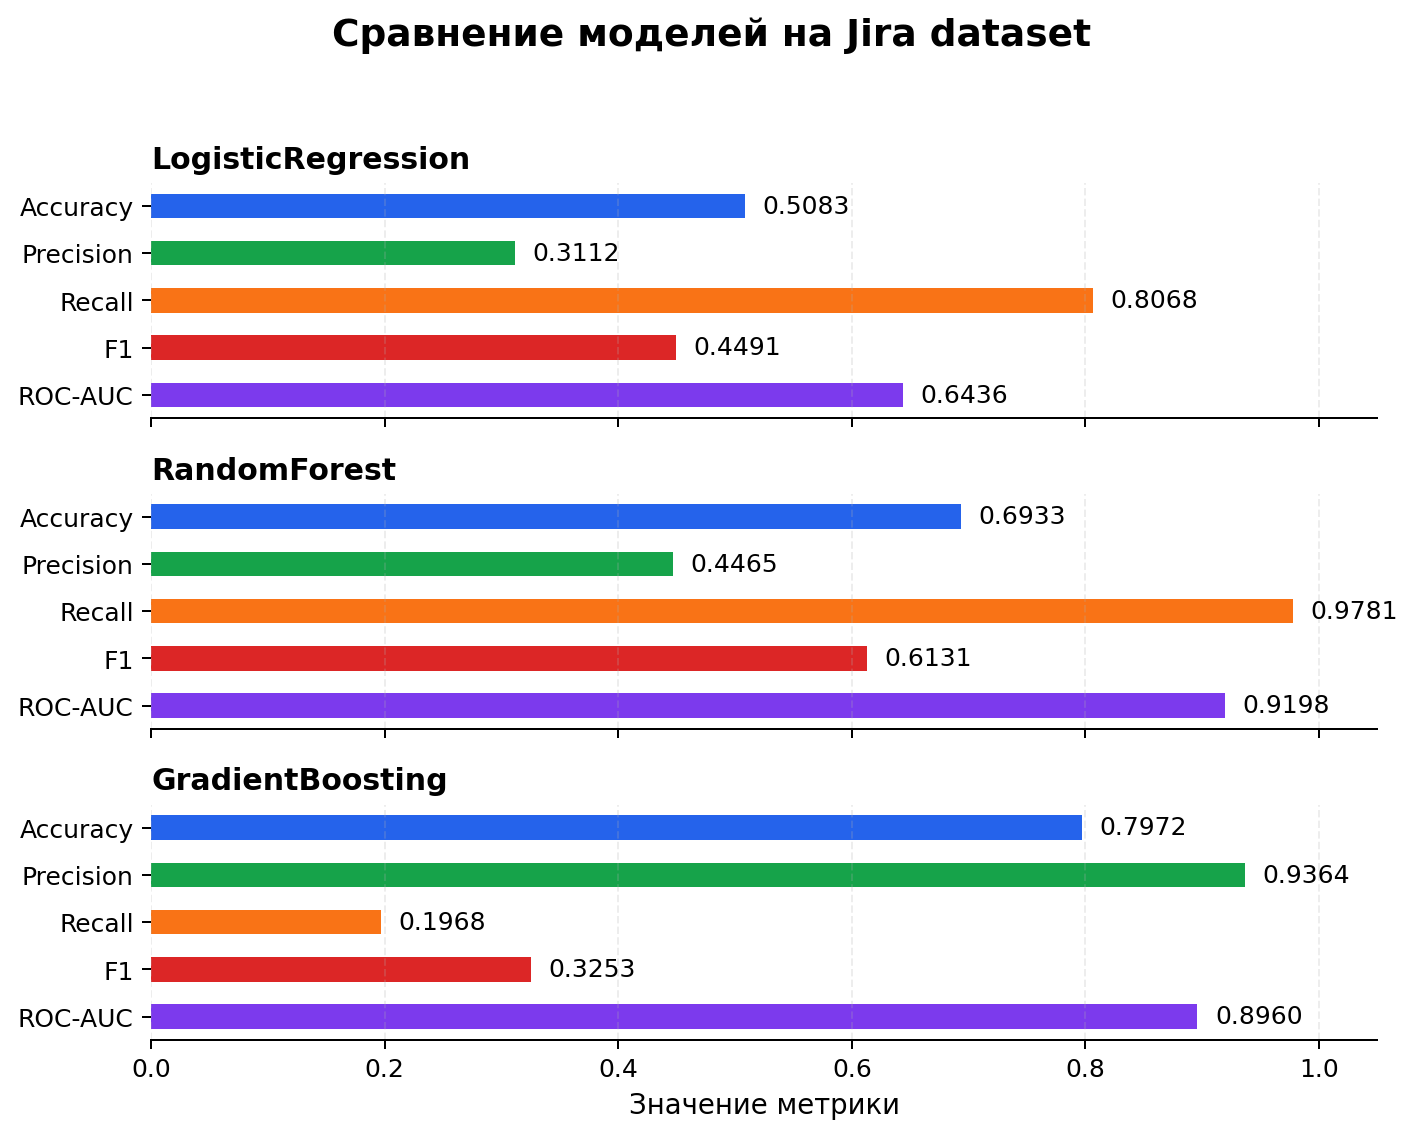 Сравнение моделей на Jira dataset
LogisticRegression
Accuracy 0.5083
Precision 0.3112
Recall 0.8068
F1 0.4491
ROC-AUC 0.6436
RandomForest
Accuracy 0.6933
Precision 0.4465
Recall 0.9781
F1 0.6131
ROC-AUC 0.9198
GradientBoosting
Accuracy 0.7972
Precision 0.9364
Recall 0.1968
F1 0.3253
ROC-AUC 0.8960
0.0 0.2 0.4 0.6 0.8 1.0
Значение метрики